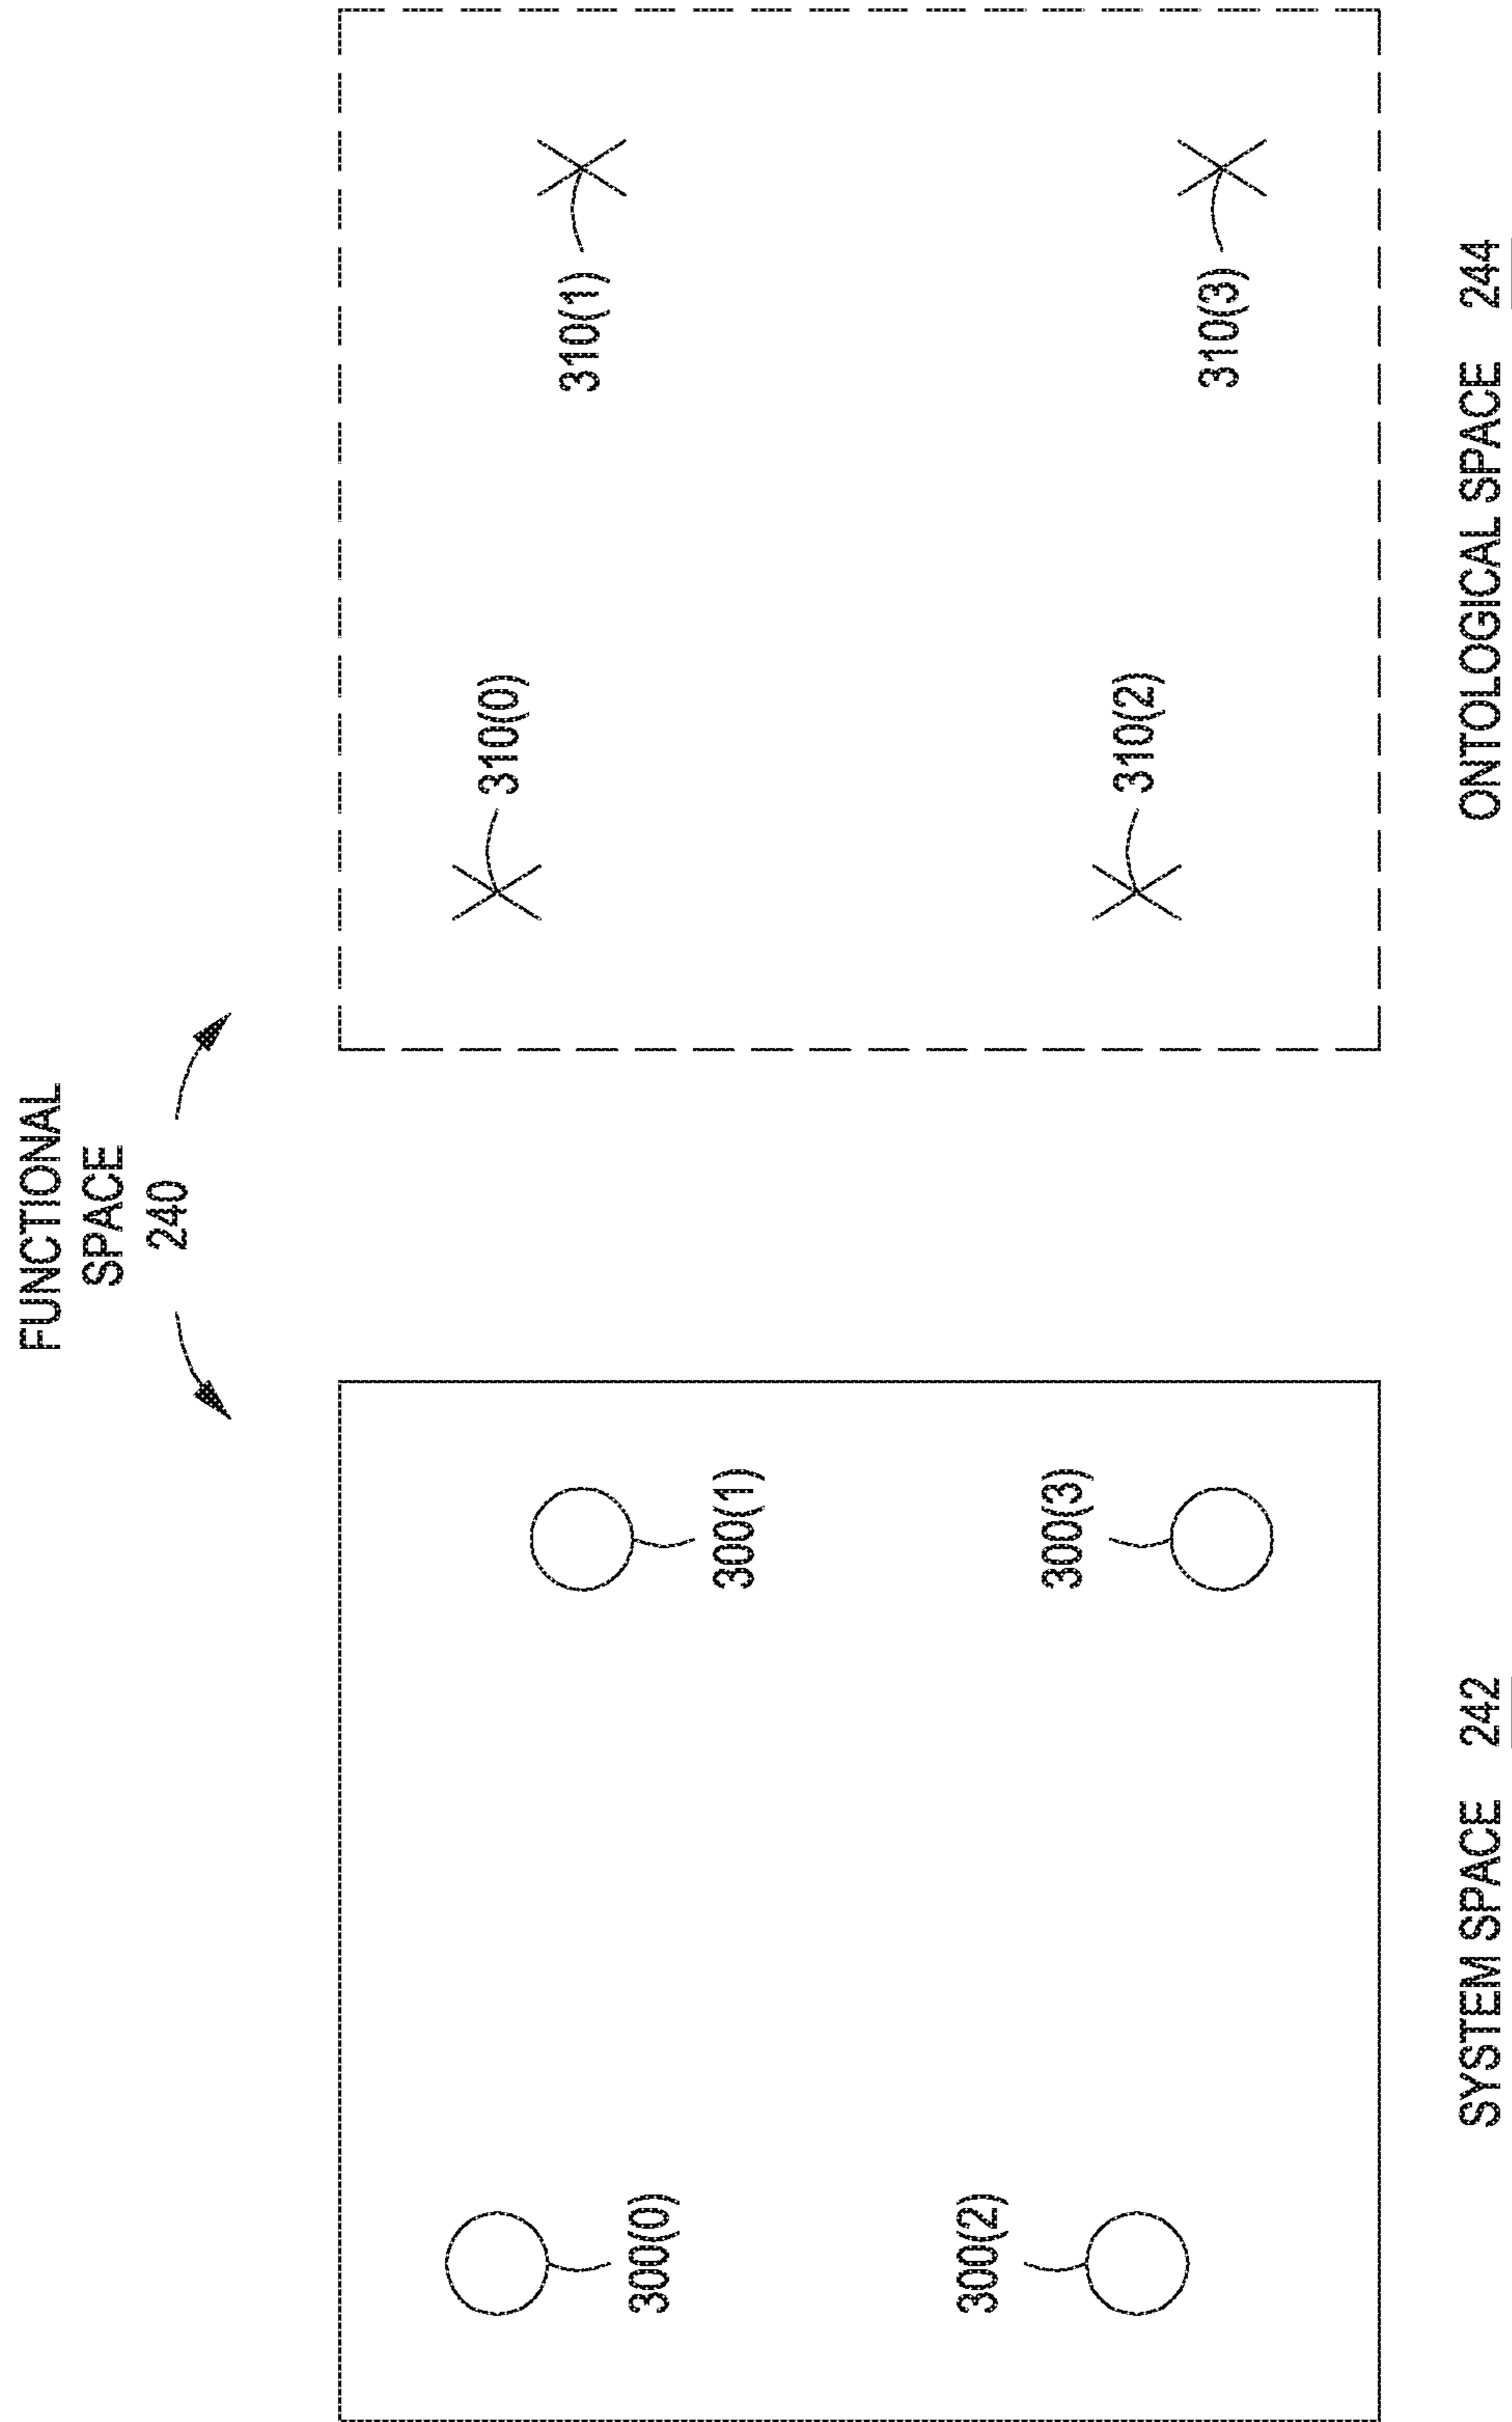 FUNCTIONAL
SPACE
240
300(0)
300(1)
300(2)
300(3)
310(0)
310(1)
310(2)
310(3)
SYSTEM SPACE 242
ONTOLOGICAL SPACE 244